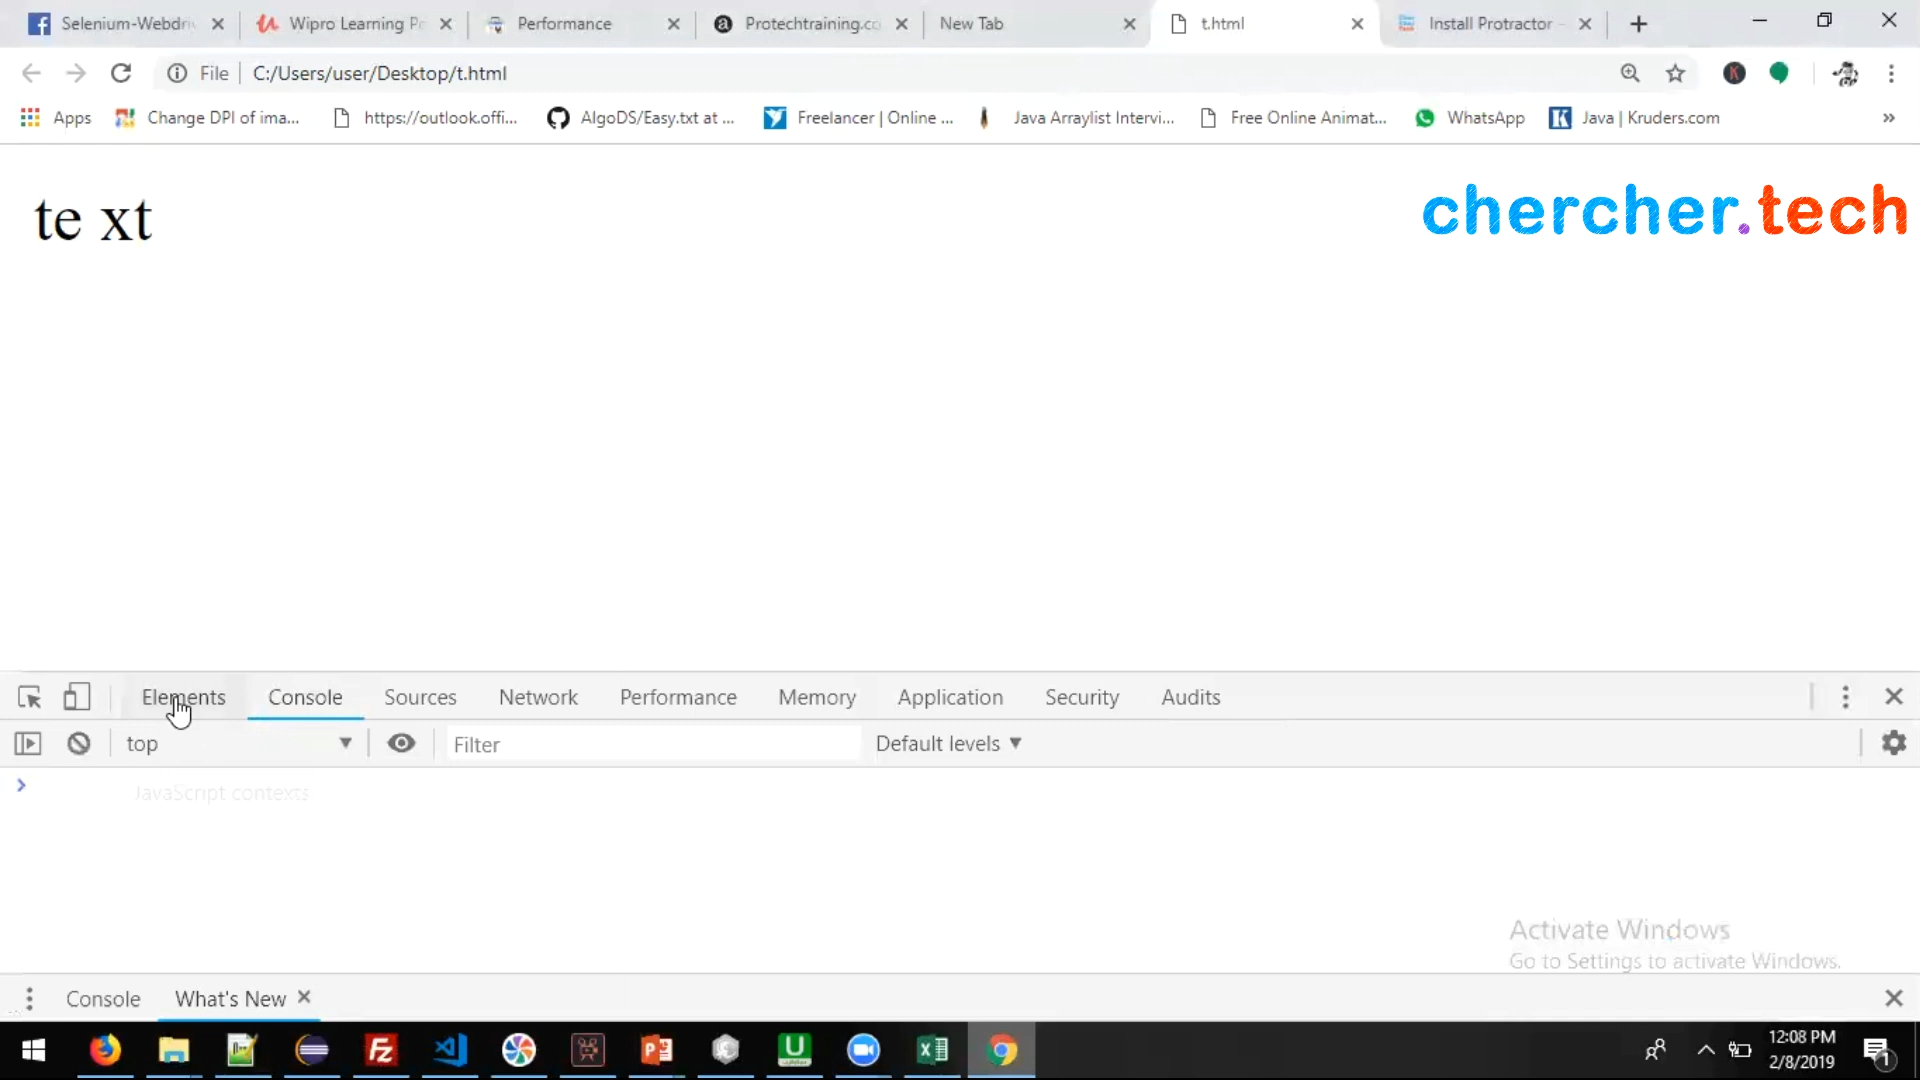 Selenium-Webdri
Wipro Learning Po
Performance
Protechtraining.co
New Tab
t.html
Install Protractor -
File
C:/Users/user/Desktop/t.html
Apps
Change DPI of ima...
https://outlook.offi...
AlgoDS/Easy.txt at ...
Freelancer | Online ...
Java Arraylist Intervi...
Free Online Animat...
WhatsApp
Java | Kruders.com
te xt
chercher.tech
Elements
Console
Sources
Network
Performance
Memory
Application
Security
Audits
top
Filter
Default levels
JavaScript contexts
Activate Windows
Go to Settings to activate Windows.
Console
What's New
12:08 PM
2/8/2019
1